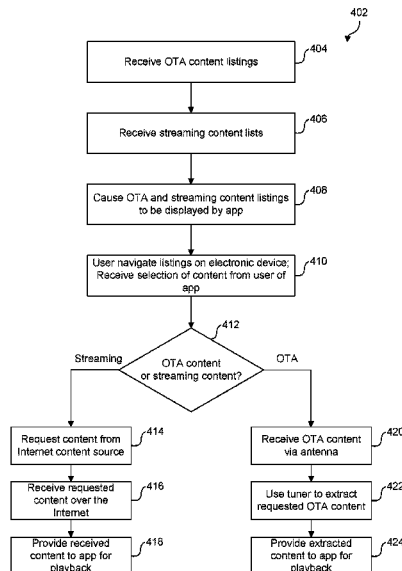 402
Receive OTA content listings
404
Receive streaming content lists
406
Cause OTA and streaming content listings
to be displayed by app
408
User navigate listings on electronic device;
Receive selection of content from user of
app
410
412
Streaming
OTA content
or streaming content?
OTA
Request content from
Internet content source
414
Receive requested
content over the
Internet
416
Provide received
content to app for
playback
418
Receive OTA content
via antenna
420
Use tuner to extract
requested OTA content
422
Provide extracted
content to app for
playback
424